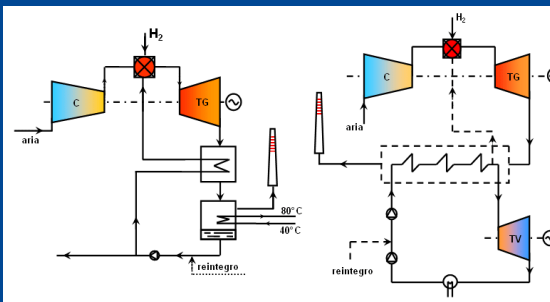 H₂
C
TG
aria
80°C
40°C
reintegro
H₂
C
TG
aria
TV
reintegro